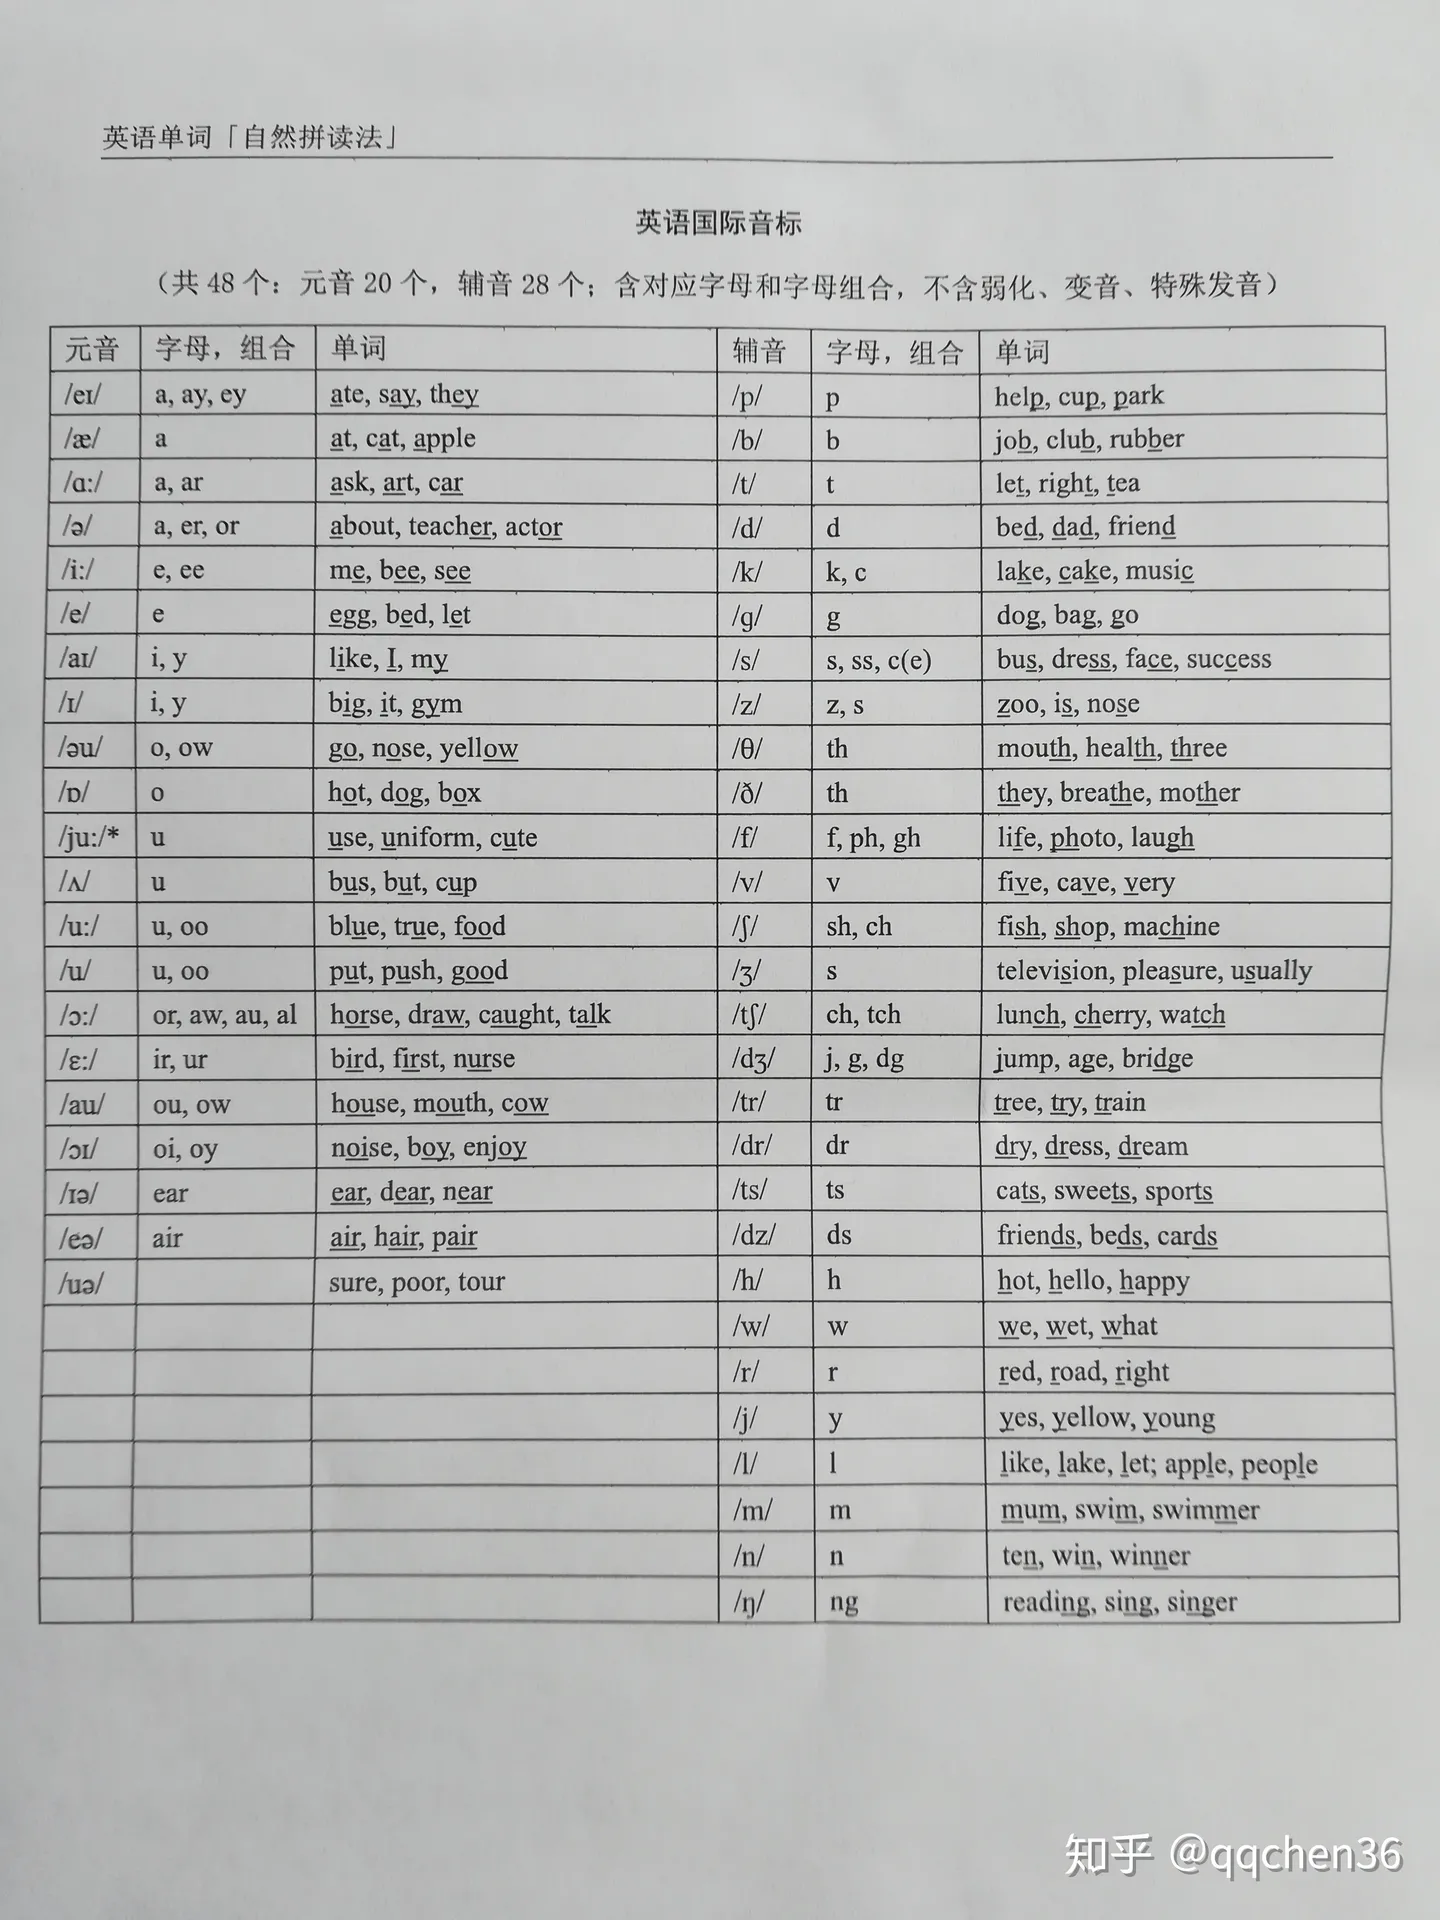 英语单词「自然拼读法」
英语国际音标
（共 48 个：元音 20 个，辅音 28 个；含对应字母和字母组合，不含弱化、变音、特殊发音）
元音 字母，组合 单词 辅音 字母，组合 单词
/eɪ/ a, ay, ey ate, say, they /p/ p help, cup, park
/æ/ a at, cat, apple /b/ b job, club, rubber
/ɑ:/ a, ar ask, art, car /t/ t let, right, tea
/ə/ a, er, or about, teacher, actor /d/ d bed, dad, friend
/i:/ e, ee me, bee, see /k/ k, c lake, cake, music
/e/ e egg, bed, let /ɡ/ g dog, bag, go
/aɪ/ i, y like, I, my /s/ s, ss, c(e) bus, dress, face, success
/ɪ/ i, y big, it, gym /z/ z, s zoo, is, nose
/əu/ o, ow go, nose, yellow /θ/ th mouth, health, three
/ɒ/ o hot, dog, box /ð/ th they, breathe, mother
/ju:/* u use, uniform, cute /f/ f, ph, gh life, photo, laugh
/ʌ/ u bus, but, cup /v/ v five, cave, very
/u:/ u, oo blue, true, food /ʃ/ sh, ch fish, shop, machine
/u/ u, oo put, push, good /ʒ/ s television, pleasure, usually
/ɔ:/ or, aw, au, al horse, draw, caught, talk /tʃ/ ch, tch lunch, cherry, watch
/ɛ:/ ir, ur bird, first, nurse /dʒ/ j, g, dg jump, age, bridge
/au/ ou, ow house, mouth, cow /tr/ tr tree, try, train
/ɔɪ/ oi, oy noise, boy, enjoy /dr/ dr dry, dress, dream
/ɪə/ ear ear, dear, near /ts/ ts cats, sweets, sports
/eə/ air air, hair, pair /dz/ ds friends, beds, cards
/uə/ sure, poor, tour /h/ h hot, hello, happy
/w/ w we, wet, what
/r/ r red, road, right
/j/ y yes, yellow, young
/l/ l like, lake, let; apple, people
/m/ m mum, swim, swimmer
/n/ n ten, win, winner
/ŋ/ ng reading, sing, singer
知乎 @qqchen36